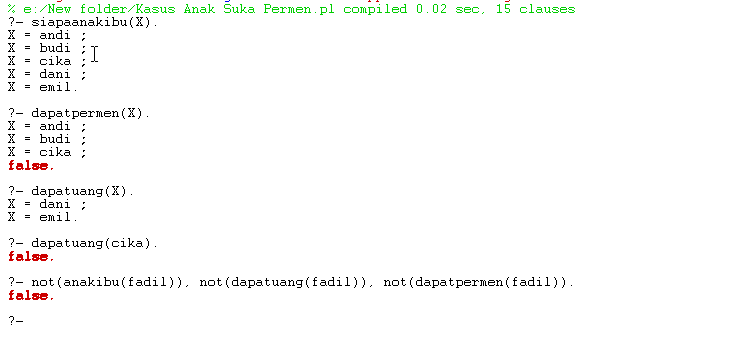 % e:/New folder/Kasus Anak Suka Permen.pl compiled 0.02 sec, 15 clauses
?- siapaanakibu(X).
X = andi ;
X = budi ;
X = cika ;
X = dani ;
X = emil.
?- dapatpermen(X).
X = andi ;
X = budi ;
X = cika ;
false.
?- dapatuang(X).
X = dani ;
X = emil.
?- dapatuang(cika).
false.
?- not(anakibu(fadil)), not(dapatuang(fadil)), not(dapatpermen(fadil)).
false.
?-